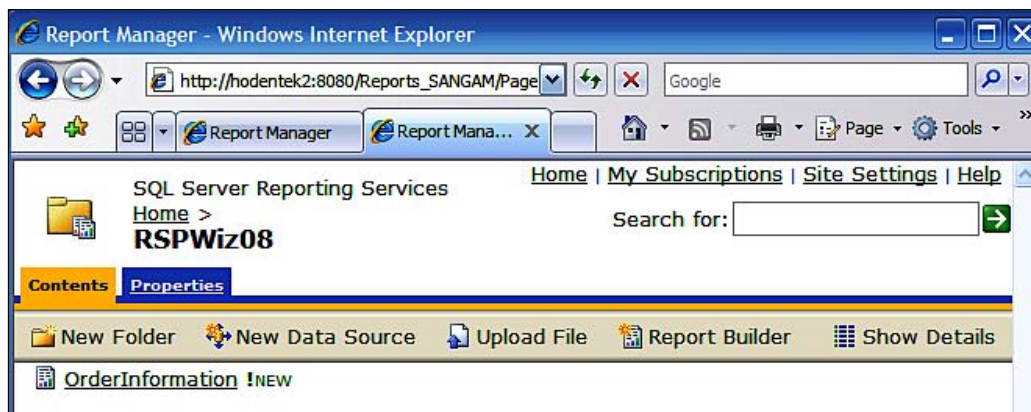 Report Manager - Windows Internet Explorer
http://hodentek2:8080/Reports_SANGAM/Page
Google
Report Manager
Report Mana... X
Page
Tools
»
Home | My Subscriptions | Site Settings | Help
SQL Server Reporting Services
Home >
Search for:
RSPWiz08
Contents Properties
New Folder New Data Source Upload File Report Builder Show Details
OrderInformation !NEW